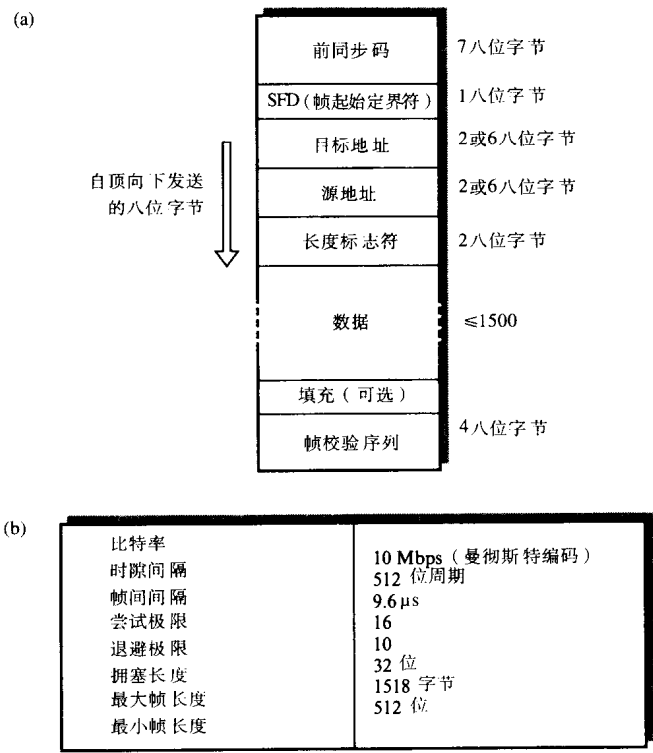 (a)
前同步码
7八位字节
SFD(帧起始定界符)
1八位字节
目标地址
2或6八位字节
自顶向下发送
的八位字节
源地址
2或6八位字节
长度标志符
2八位字节
数据
≤1500
填充(可选)
帧校验序列
4八位字节
(b)
比特率
10 Mbps(曼彻斯特编码)
时隙间隔
512 位周期
帧间间隔
9.6 μs
尝试极限
16
退避极限
10
拥塞长度
32 位
最大帧长度
1518 字节
最小帧长度
512 位